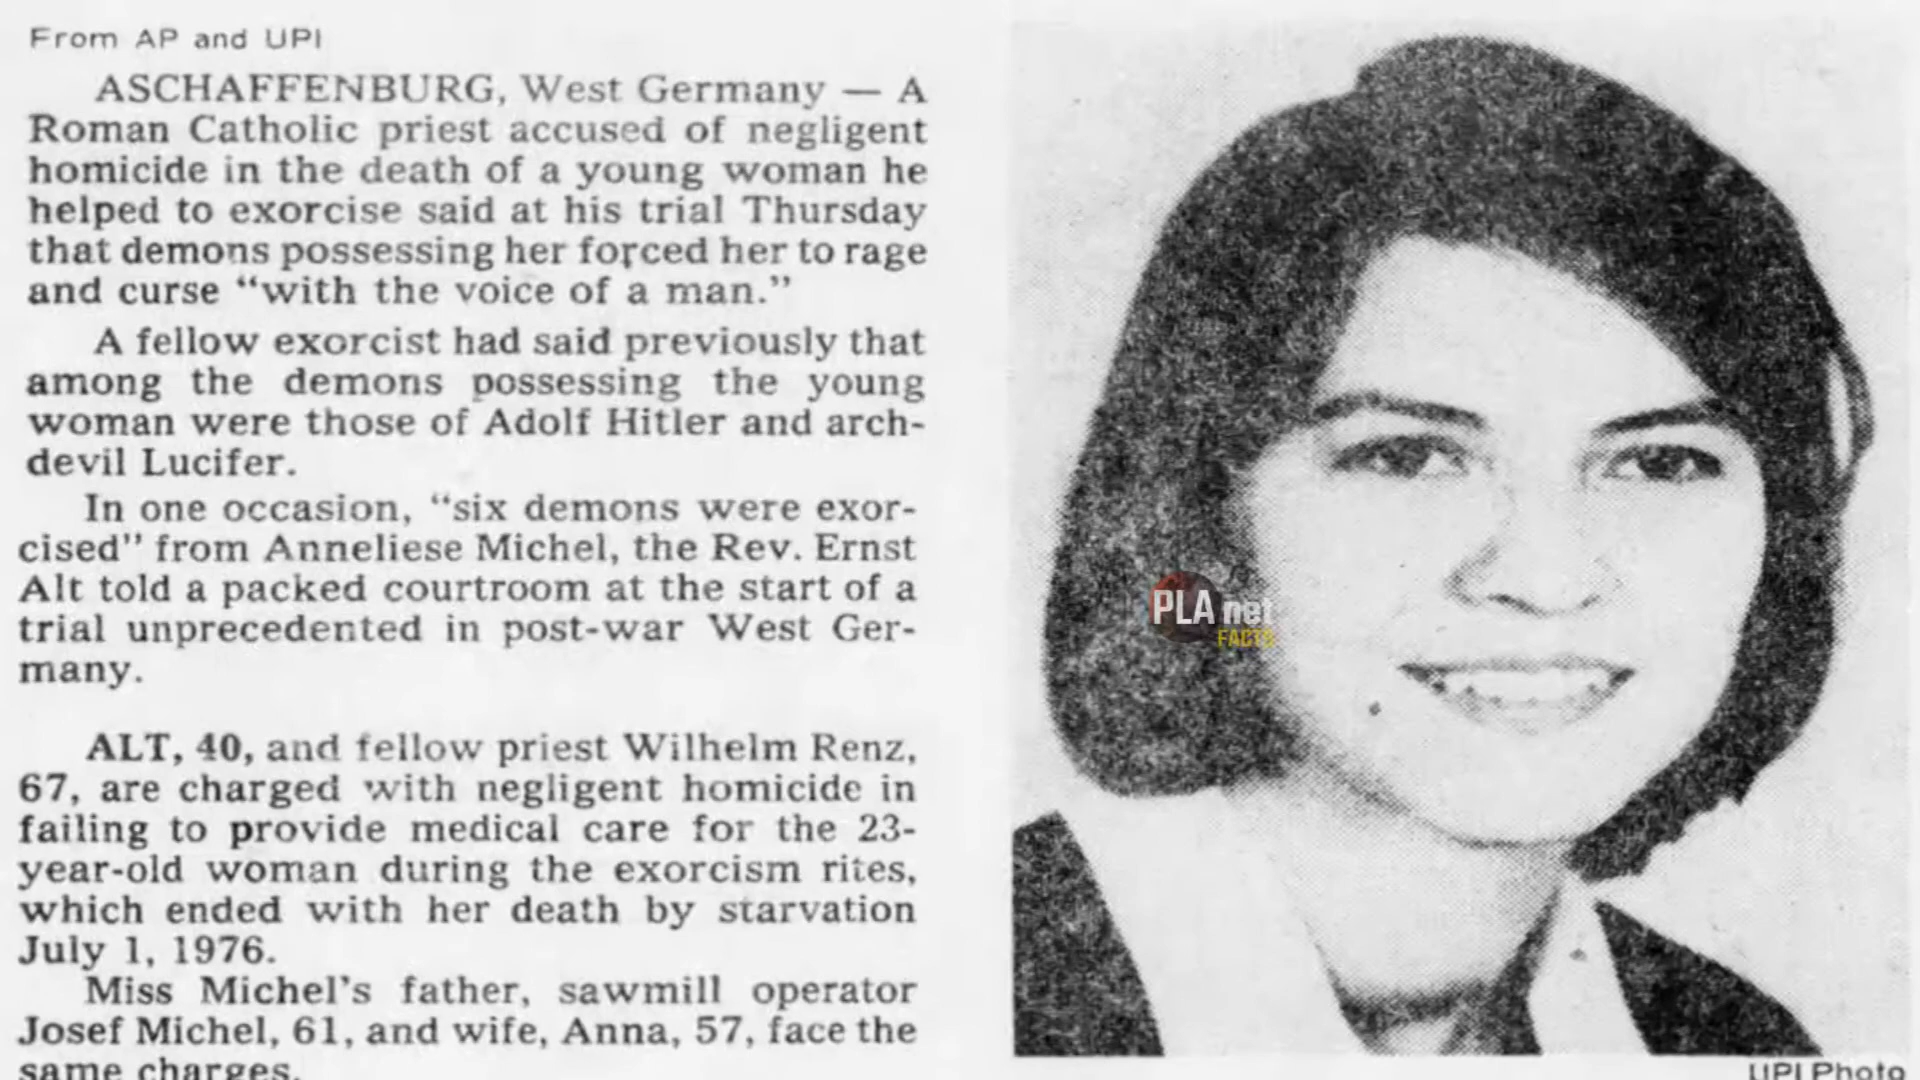 From AP and UPI
ASCHAFFENBURG, West Germany — A
Roman Catholic priest accused of negligent
homicide in the death of a young woman he
helped to exorcise said at his trial Thursday
that demons possessing her forced her to rage
and curse “with the voice of a man.”
A fellow exorcist had said previously that
among the demons possessing the young
woman were those of Adolf Hitler and arch-
devil Lucifer.
In one occasion, “six demons were exor-
cised” from Anneliese Michel, the Rev. Ernst
Alt told a packed courtroom at the start of a
trial unprecedented in post-war West Ger-
many.
ALT, 40, and fellow priest Wilhelm Renz,
67, are charged with negligent homicide in
failing to provide medical care for the 23-
year-old woman during the exorcism rites,
which ended with her death by starvation
July 1, 1976.
Miss Michel’s father, sawmill operator
Josef Michel, 61, and wife, Anna, 57, face the
same charges.
PLAnet
FACTS
UPI Photo